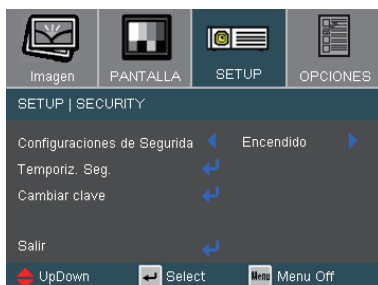 Imagen PANTALLA SETUP OPCIONES
SETUP | SECURITY
Configuraciones de Segurida Encendido
Temporiz. Seg.
Cambiar clave
Salir
UpDown Select Menu Menu Off